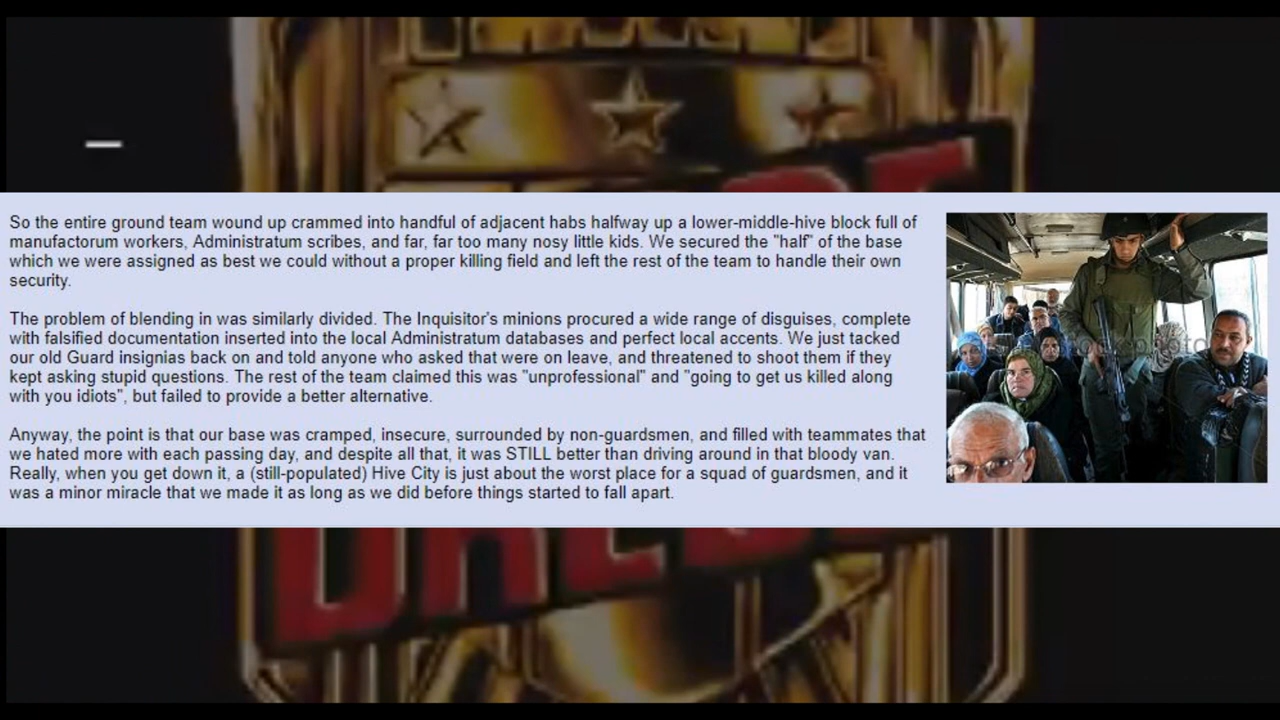 So the entire ground team wound up crammed into handful of adjacent habs halfway up a lower-middle-hive block full of
manufactorum workers, Administratum scribes, and far, far too many nosy little kids. We secured the "half" of the base
which we were assigned as best we could without a proper killing field and left the rest of the team to handle their own
security.
The problem of blending in was similarly divided. The Inquisitor's minions procured a wide range of disguises, complete
with falsified documentation inserted into the local Administratum databases and perfect local accents. We just tacked
our old Guard insignias back on and told anyone who asked that were on leave, and threatened to shoot them if they
kept asking stupid questions. The rest of the team claimed this was "unprofessional" and "going to get us killed along
with you idiots", but failed to provide a better alternative.
Anyway, the point is that our base was cramped, insecure, surrounded by non-guardsmen, and filled with teammates that
we hated more with each passing day, and despite all that, it was STILL better than driving around in that bloody van.
Really, when you get down it, a (still-populated) Hive City is just about the worst place for a squad of guardsmen, and it
was a minor miracle that we made it as long as we did before things started to fall apart.